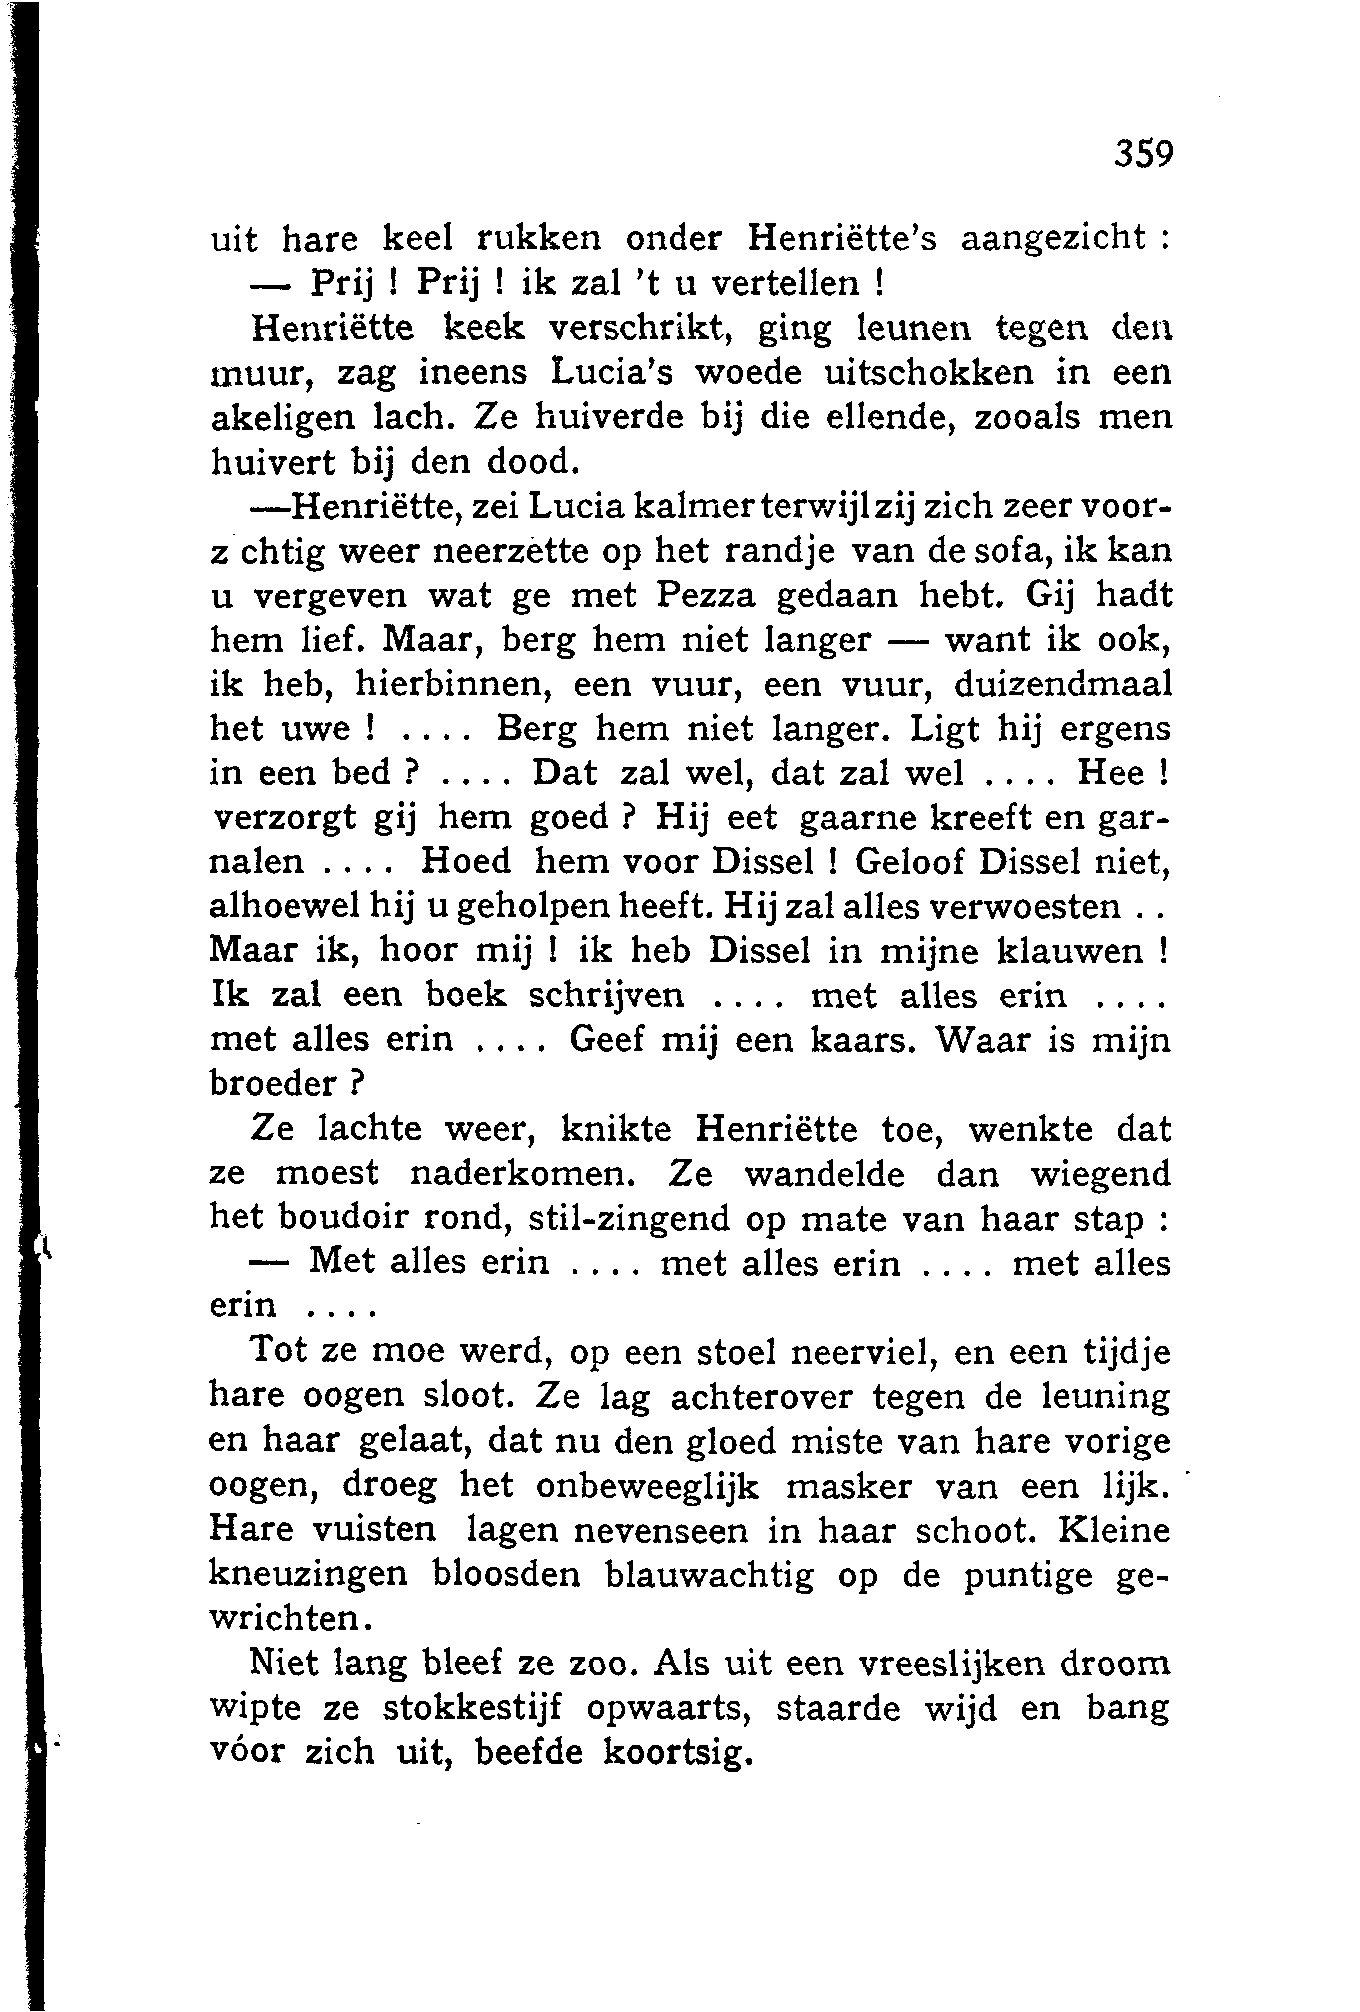 359
uit hare keel rukken onder Henriëtte's aangezicht :
— Prij ! Prij ! ik zal 't u vertellen !
Henriëtte keek verschrikt, ging leunen tegen den
muur, zag ineens Lucia's woede uitschokken in een
akeligen lach. Ze huiverde bij die ellende, zooals men
huivert bij den dood.
—Henriëtte, zei Lucia kalmer terwijl zij zich zeer voor-
z chtig weer neerzette op het randje van de sofa, ik kan
u vergeven wat ge met Pezza gedaan hebt. Gij hadt
hem lief. Maar, berg hem niet langer — want ik ook,
ik heb, hierbinnen, een vuur, een vuur, duizendmaal
het uwe ! .... Berg hem niet langer. Ligt hij ergens
in een bed ? .... Dat zal wel, dat zal wel .... Hee !
verzorgt gij hem goed ? Hij eet gaarne kreeft en gar-
nalen .... Hoed hem voor Dissel ! Geloof Dissel niet,
alhoewel hij u geholpen heeft. Hij zal alles verwoesten . .
Maar ik, hoor mij ! ik heb Dissel in mijne klauwen !
Ik zal een boek schrijven .... met alles erin ....
met alles erin .... Geef mij een kaars. Waar is mijn
broeder ?
Ze lachte weer, knikte Henriëtte toe, wenkte dat
ze moest naderkomen. Ze wandelde dan wiegend
het boudoir rond, stil-zingend op mate van haar stap :
— Met alles erin .... met alles erin .... met alles
erin ....
Tot ze moe werd, op een stoel neerviel, en een tijdje
hare oogen sloot. Ze lag achterover tegen de leuning
en haar gelaat, dat nu den gloed miste van hare vorige
oogen, droeg het onbeweeglijk masker van een lijk.
Hare vuisten lagen nevenseen in haar schoot. Kleine
kneuzingen bloosden blauwachtig op de puntige ge-
wrichten.
Niet lang bleef ze zoo. Als uit een vreeslijken droom
wipte ze stokkestijf opwaarts, staarde wijd en bang
vóor zich uit, beefde koortsig.